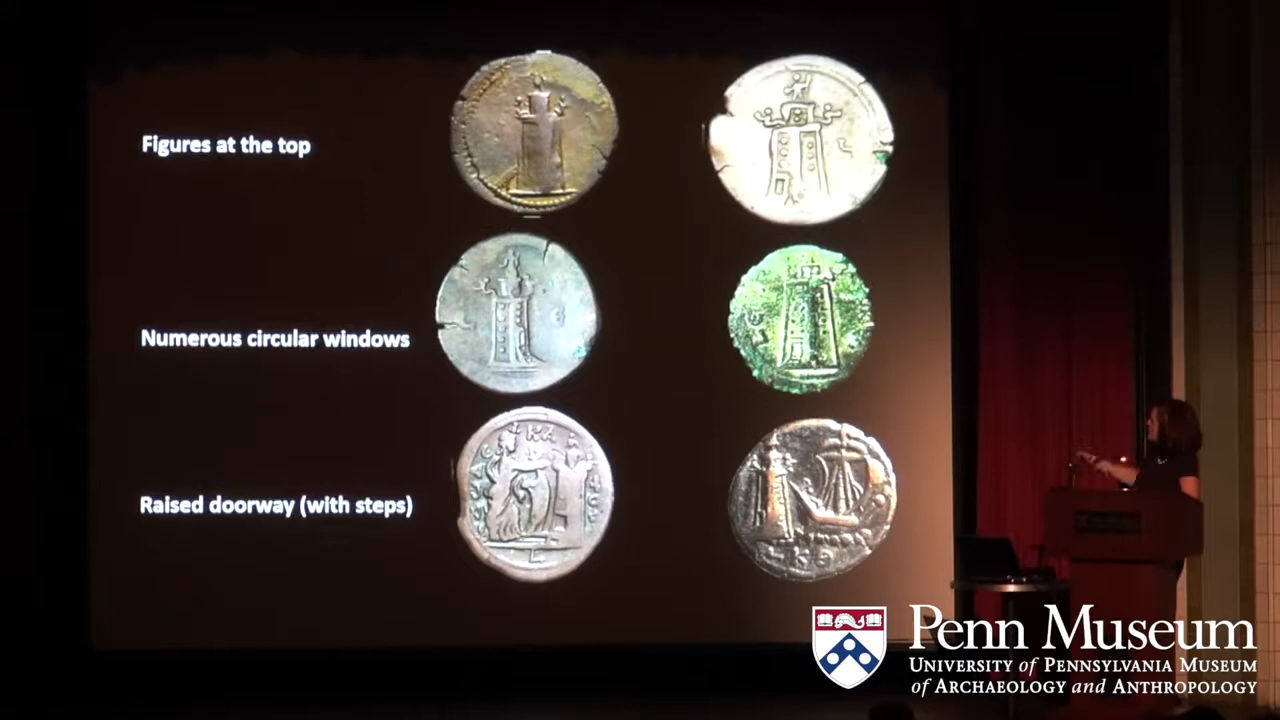 Figures at the top
Numerous circular windows
Raised doorway (with steps)
Penn Museum
UNIVERSITY of PENNSYLVANIA MUSEUM
of ARCHAEOLOGY and ANTHROPOLOGY